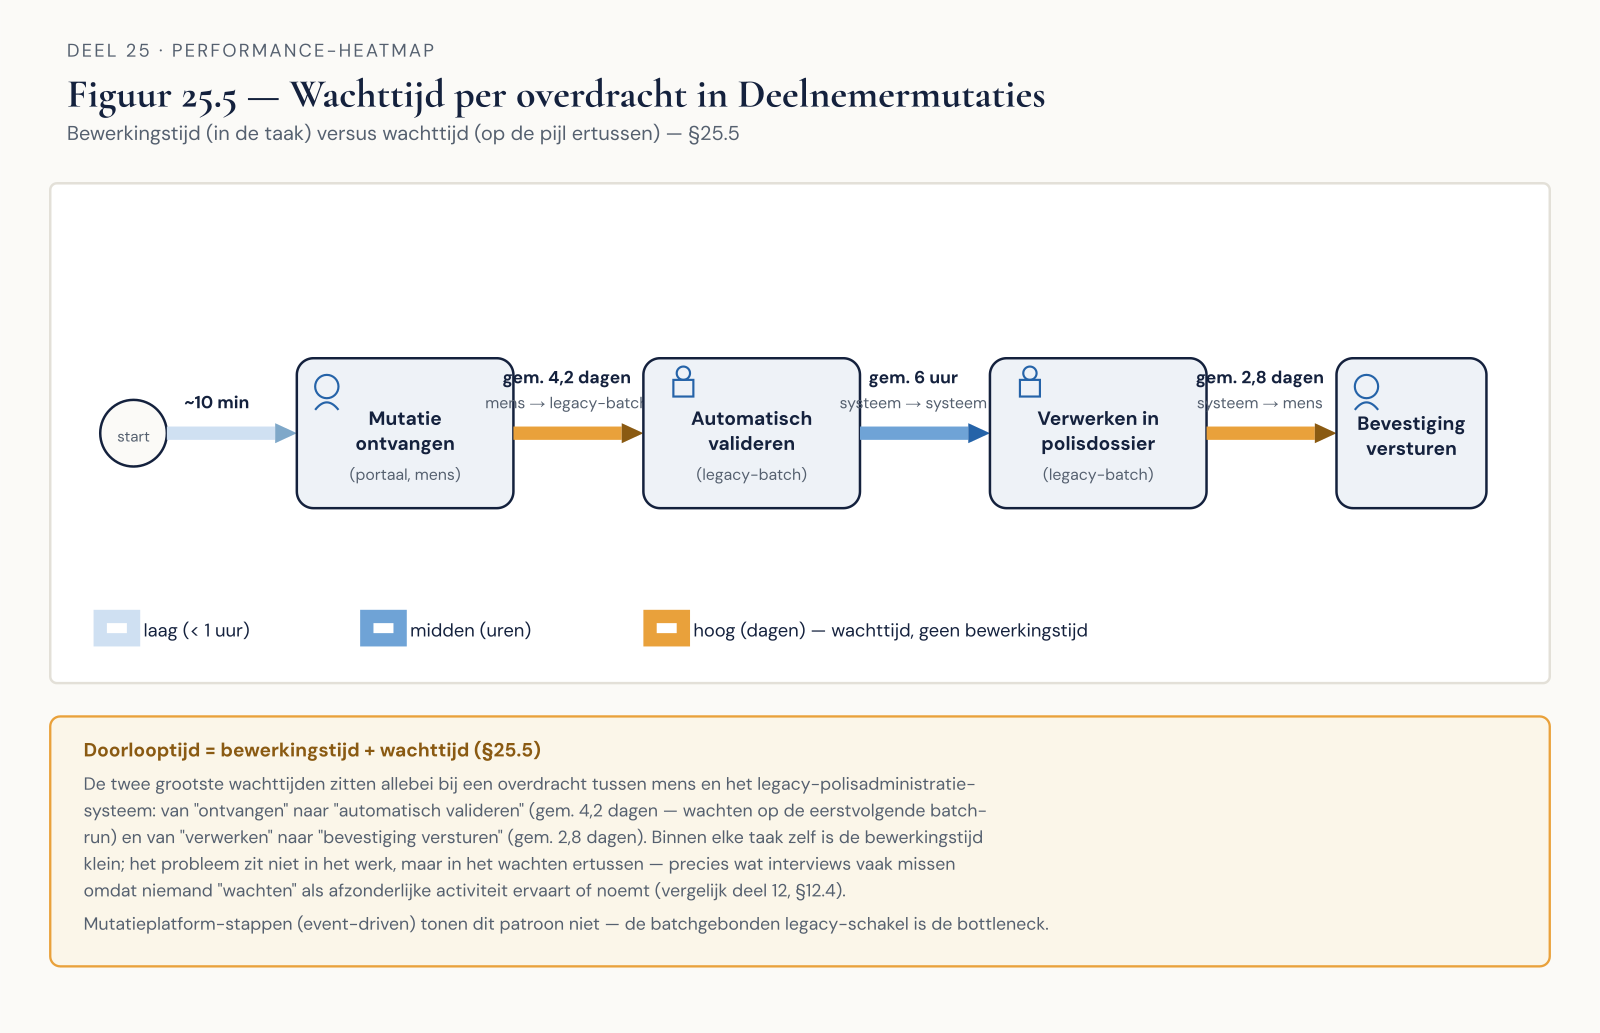 DEEL 25 · PERFORMANCE-HEATMAP
Figuur 25.5 — Wachttijd per overdracht in Deelnemermutaties
Bewerkingstijd (in de taak) versus wachttijd (op de pijl ertussen) — §25.5
start
~10 min
Mutatie
ontvangen
(portaal, mens)
gem. 4,2 dagen
mens → legacy-batch
Automatisch
valideren
(legacy-batch)
gem. 6 uur
systeem → systeem
Verwerken in
polisdossier
(legacy-batch)
gem. 2,8 dagen
systeem → mens
Bevestiging
versturen
laag (< 1 uur)
midden (uren)
hoog (dagen) — wachttijd, geen bewerkingstijd
Doorlooptijd = bewerkingstijd + wachttijd (§25.5)
De twee grootste wachttijden zitten allebei bij een overdracht tussen mens en het legacy-polisadministratie-
systeem: van "ontvangen" naar "automatisch valideren" (gem. 4,2 dagen — wachten op de eerstvolgende batch-
run) en van "verwerken" naar "bevestiging versturen" (gem. 2,8 dagen). Binnen elke taak zelf is de bewerkingstijd
klein; het probleem zit niet in het werk, maar in het wachten ertussen — precies wat interviews vaak missen
omdat niemand "wachten" als afzonderlijke activiteit ervaart of noemt (vergelijk deel 12, §12.4).
Mutatieplatform-stappen (event-driven) tonen dit patroon niet — de batchgebonden legacy-schakel is de bottleneck.